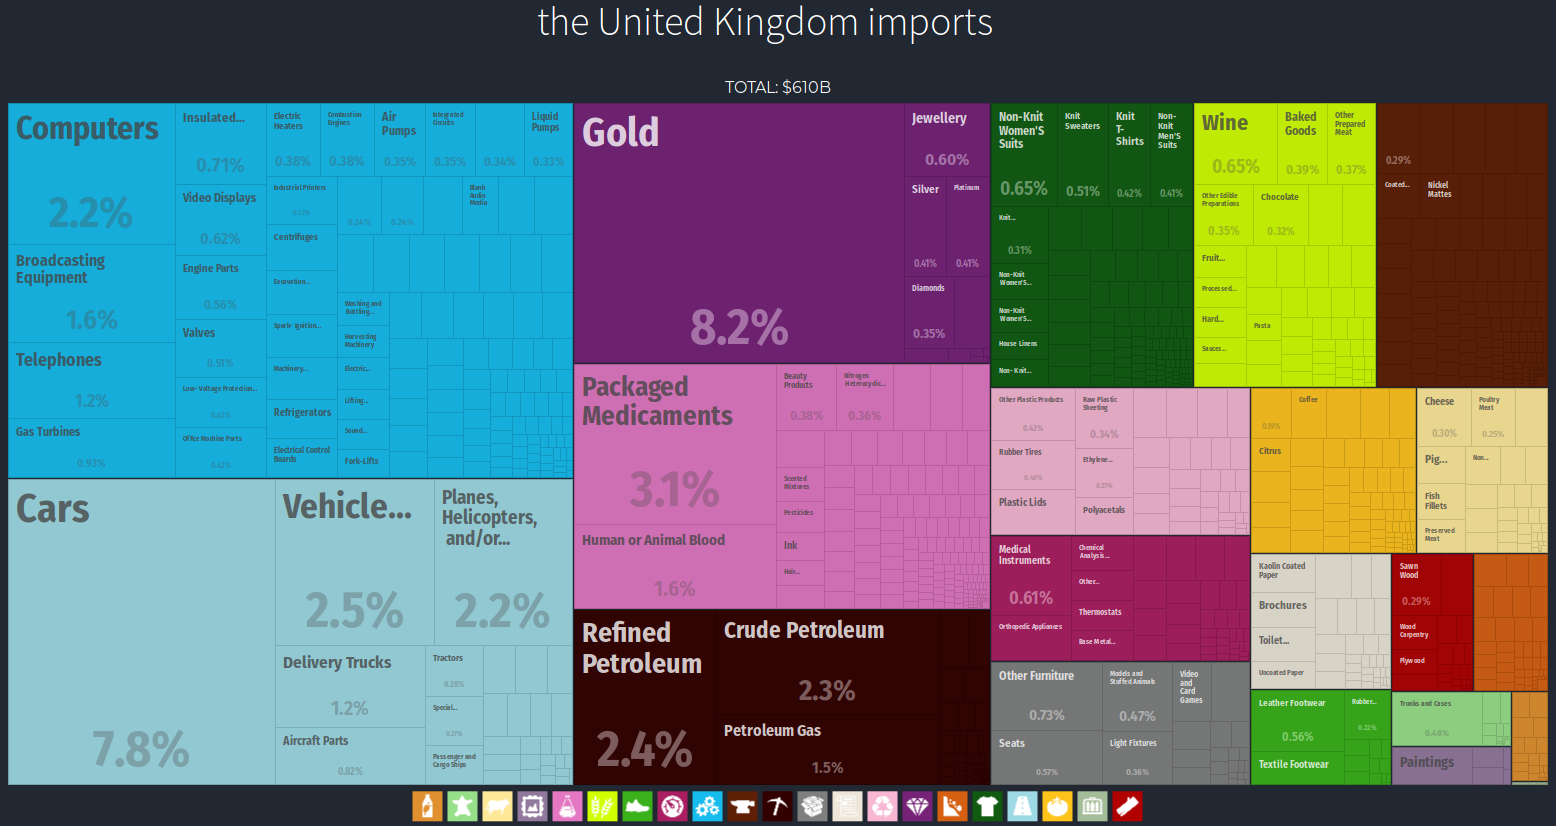 the United Kingdom imports
TOTAL: $610B
Computers
2.2%
Broadcasting
Equipment
1.6%
Telephones
1.2%
Gas Turbines
0.93%
Insulated...
0.71%
Video Displays
0.62%
Engine Parts
0.56%
Valves
0.51%
Low- Voltage Protection...
0.43%
Office Machine Parts
0.42%
Electric
Heaters
0.38%
Combustion
Engines
0.38%
Air
Pumps
0.35%
Integrated
Circuits
0.35%
0.34%
Liquid
Pumps
0.33%
Industrial Printers
0.24%
0.24%
Blank
Audio
Media
Centrifuges
Excavation...
Spark- Ignition...
Machinery...
Refrigerators
Electrical Control
Boards
Washing and
Bottling...
Harvesting
Machinery
Electric...
Lifting...
Sound...
Fork-Lifts
Cars
7.8%
Vehicle...
2.5%
Planes,
Helicopters,
and/or...
2.2%
Delivery Trucks
1.2%
Aircraft Parts
0.82%
Tractors
0.28%
Special...
0.27%
Passenger and
Cargo Ships
Gold
8.2%
Jewellery
0.60%
Silver
0.41%
Platinum
0.41%
Diamonds
0.35%
Packaged
Medicaments
3.1%
Human or Animal Blood
1.6%
Beauty
Products
0.38%
Nitrogen
Heterocyclic...
0.36%
Scented
Mixtures
Pesticides
Ink
Hair...
Refined
Petroleum
2.4%
Crude Petroleum
2.3%
Petroleum Gas
1.5%
Non-Knit
Women'S
Suits
0.65%
Knit
Sweaters
0.51%
Knit
T-
Shirts
0.42%
Non-
Knit
Men'S
Suits
0.41%
Knit...
0.31%
Non-Knit
Women'S...
Non-Knit
Women'S...
House Linens
Non- Knit...
Wine
0.65%
Baked
Goods
0.39%
Other
Prepared
Meat
0.37%
Other Edible
Preparations
0.35%
Chocolate
0.32%
Fruit...
Processed...
Hard...
Sauces...
Pasta
0.29%
Coated...
Nickel
Mattes
Other Plastic Products
0.42%
Rubber Tires
0.40%
Plastic Lids
Raw Plastic
Sheeting
0.34%
Ethylene...
0.27%
Polyacetals
Medical
Instruments
0.61%
Orthopedic Appliances
Chemical
Analysis...
Other...
Thermostats
Base Metal...
Other Furniture
0.73%
Seats
0.57%
Models and
Stuffed Animals
0.47%
Light Fixtures
0.36%
Video
and
Card
Games
0.19%
Coffee
Citrus
Cheese
0.30%
Poultry
Meat
0.25%
Pig...
Non...
Fish
Fillets
Preserved
Meat
Kaolin Coated
Paper
Brochures
Toilet...
Uncoated Paper
Sawn
Wood
0.29%
Wood
Carpentry
Plywood
Leather Footwear
0.56%
Rubber...
0.22%
Textile Footwear
Trunks and Cases
0.48%
Paintings